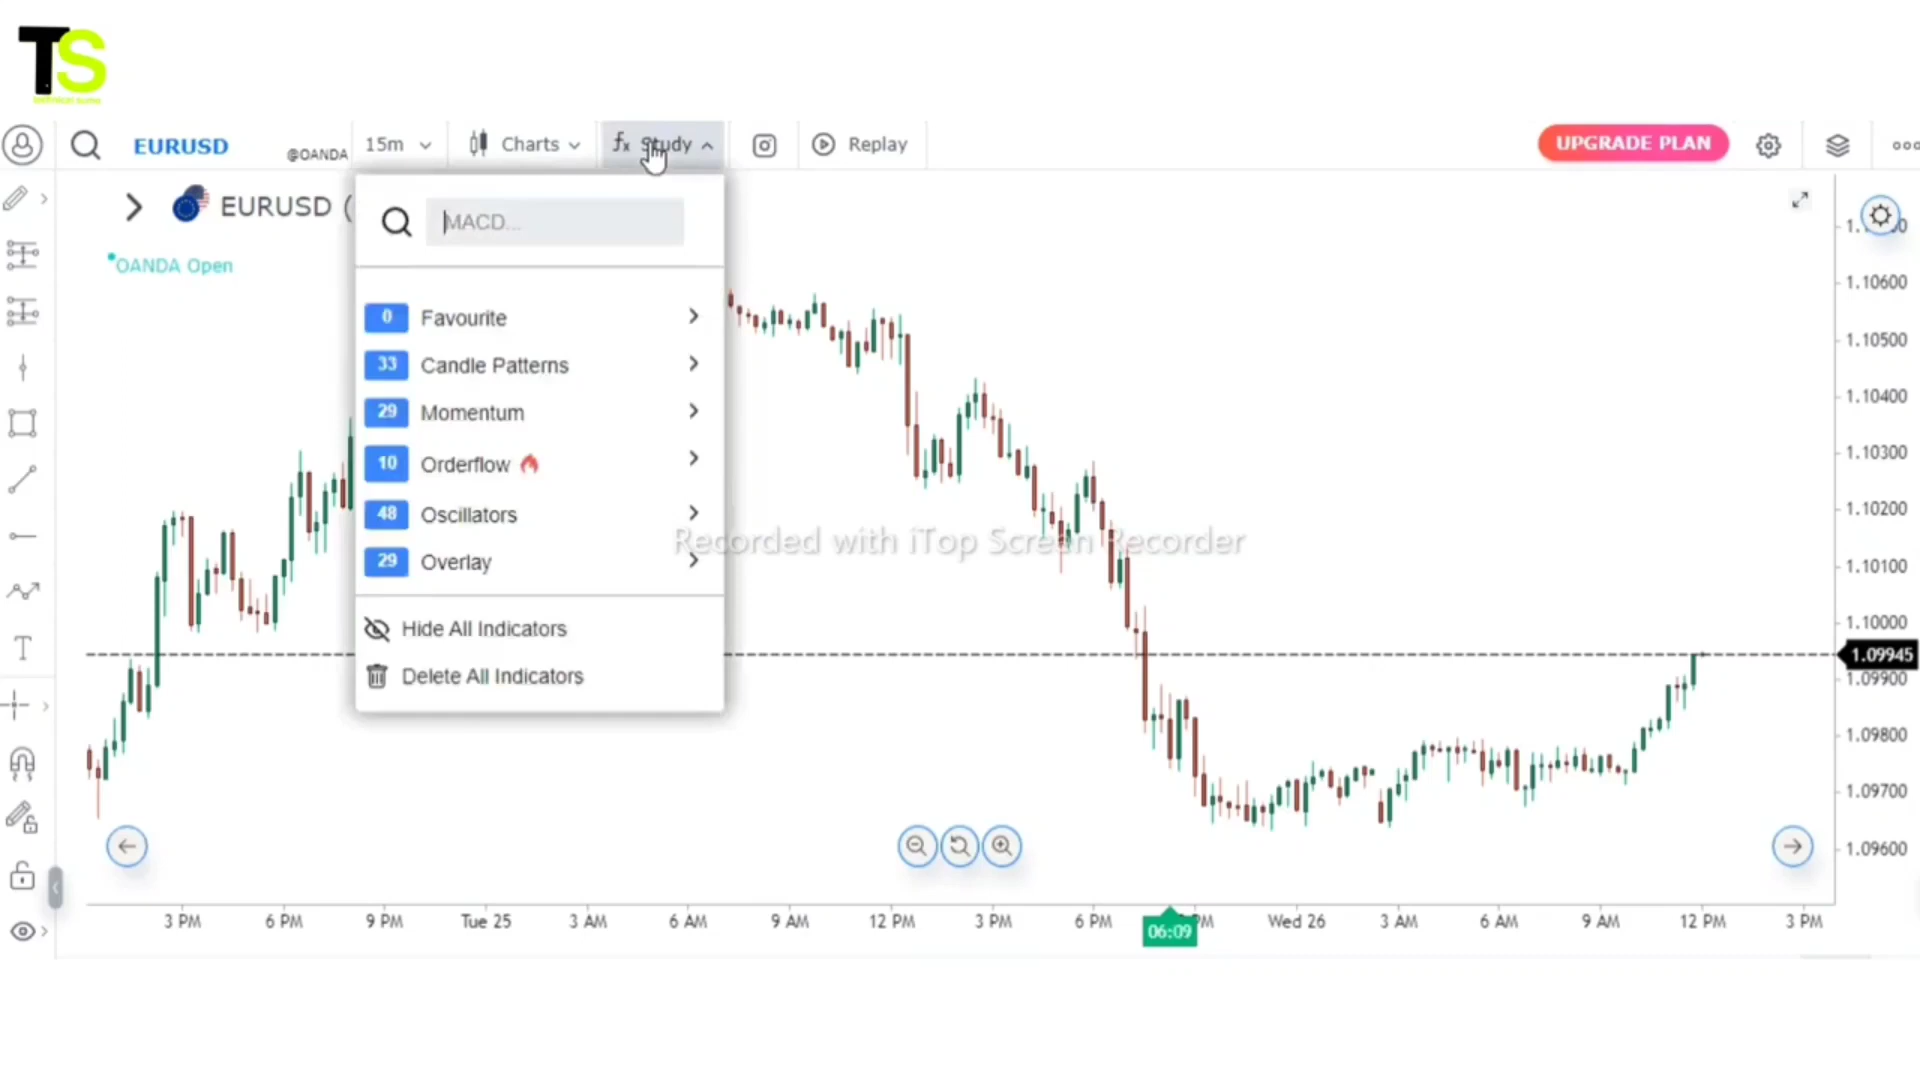 TS
EURUSD @OANDA 15m Charts fx Study Replay UPGRADE PLAN
EURUSD (
OANDA Open
MACD...
0 Favourite
33 Candle Patterns
29 Momentum
10 Orderflow
48 Oscillators
29 Overlay
Hide All Indicators
Delete All Indicators
Recorded with iTop Screen Recorder
T
1.10600
1.10500
1.10400
1.10300
1.10200
1.10100
1.10000
1.09945
1.09900
1.09800
1.09700
1.09600
3 PM 6 PM 9 PM Tue 25 3 AM 6 AM 9 AM 12 PM 3 PM 6 PM 06:09 PM Wed 26 3 AM 6 AM 9 AM 12 PM 3 PM